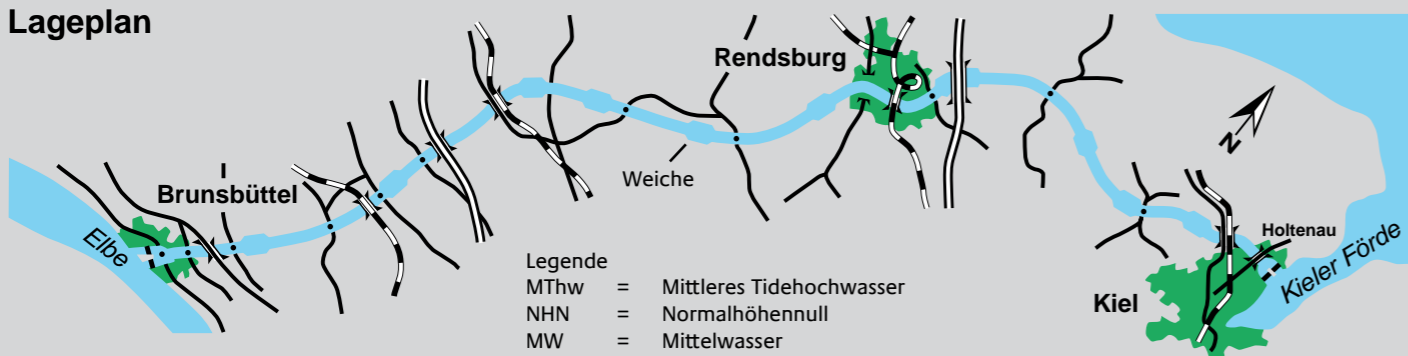 Lageplan
Rendsburg
Weiche
Brunsbüttel
Elbe
N
Holtenau
Kieler Förde
Kiel
Legende
MThw = Mittleres Tidehochwasser
NHN = Normalhöhennull
MW = Mittelwasser